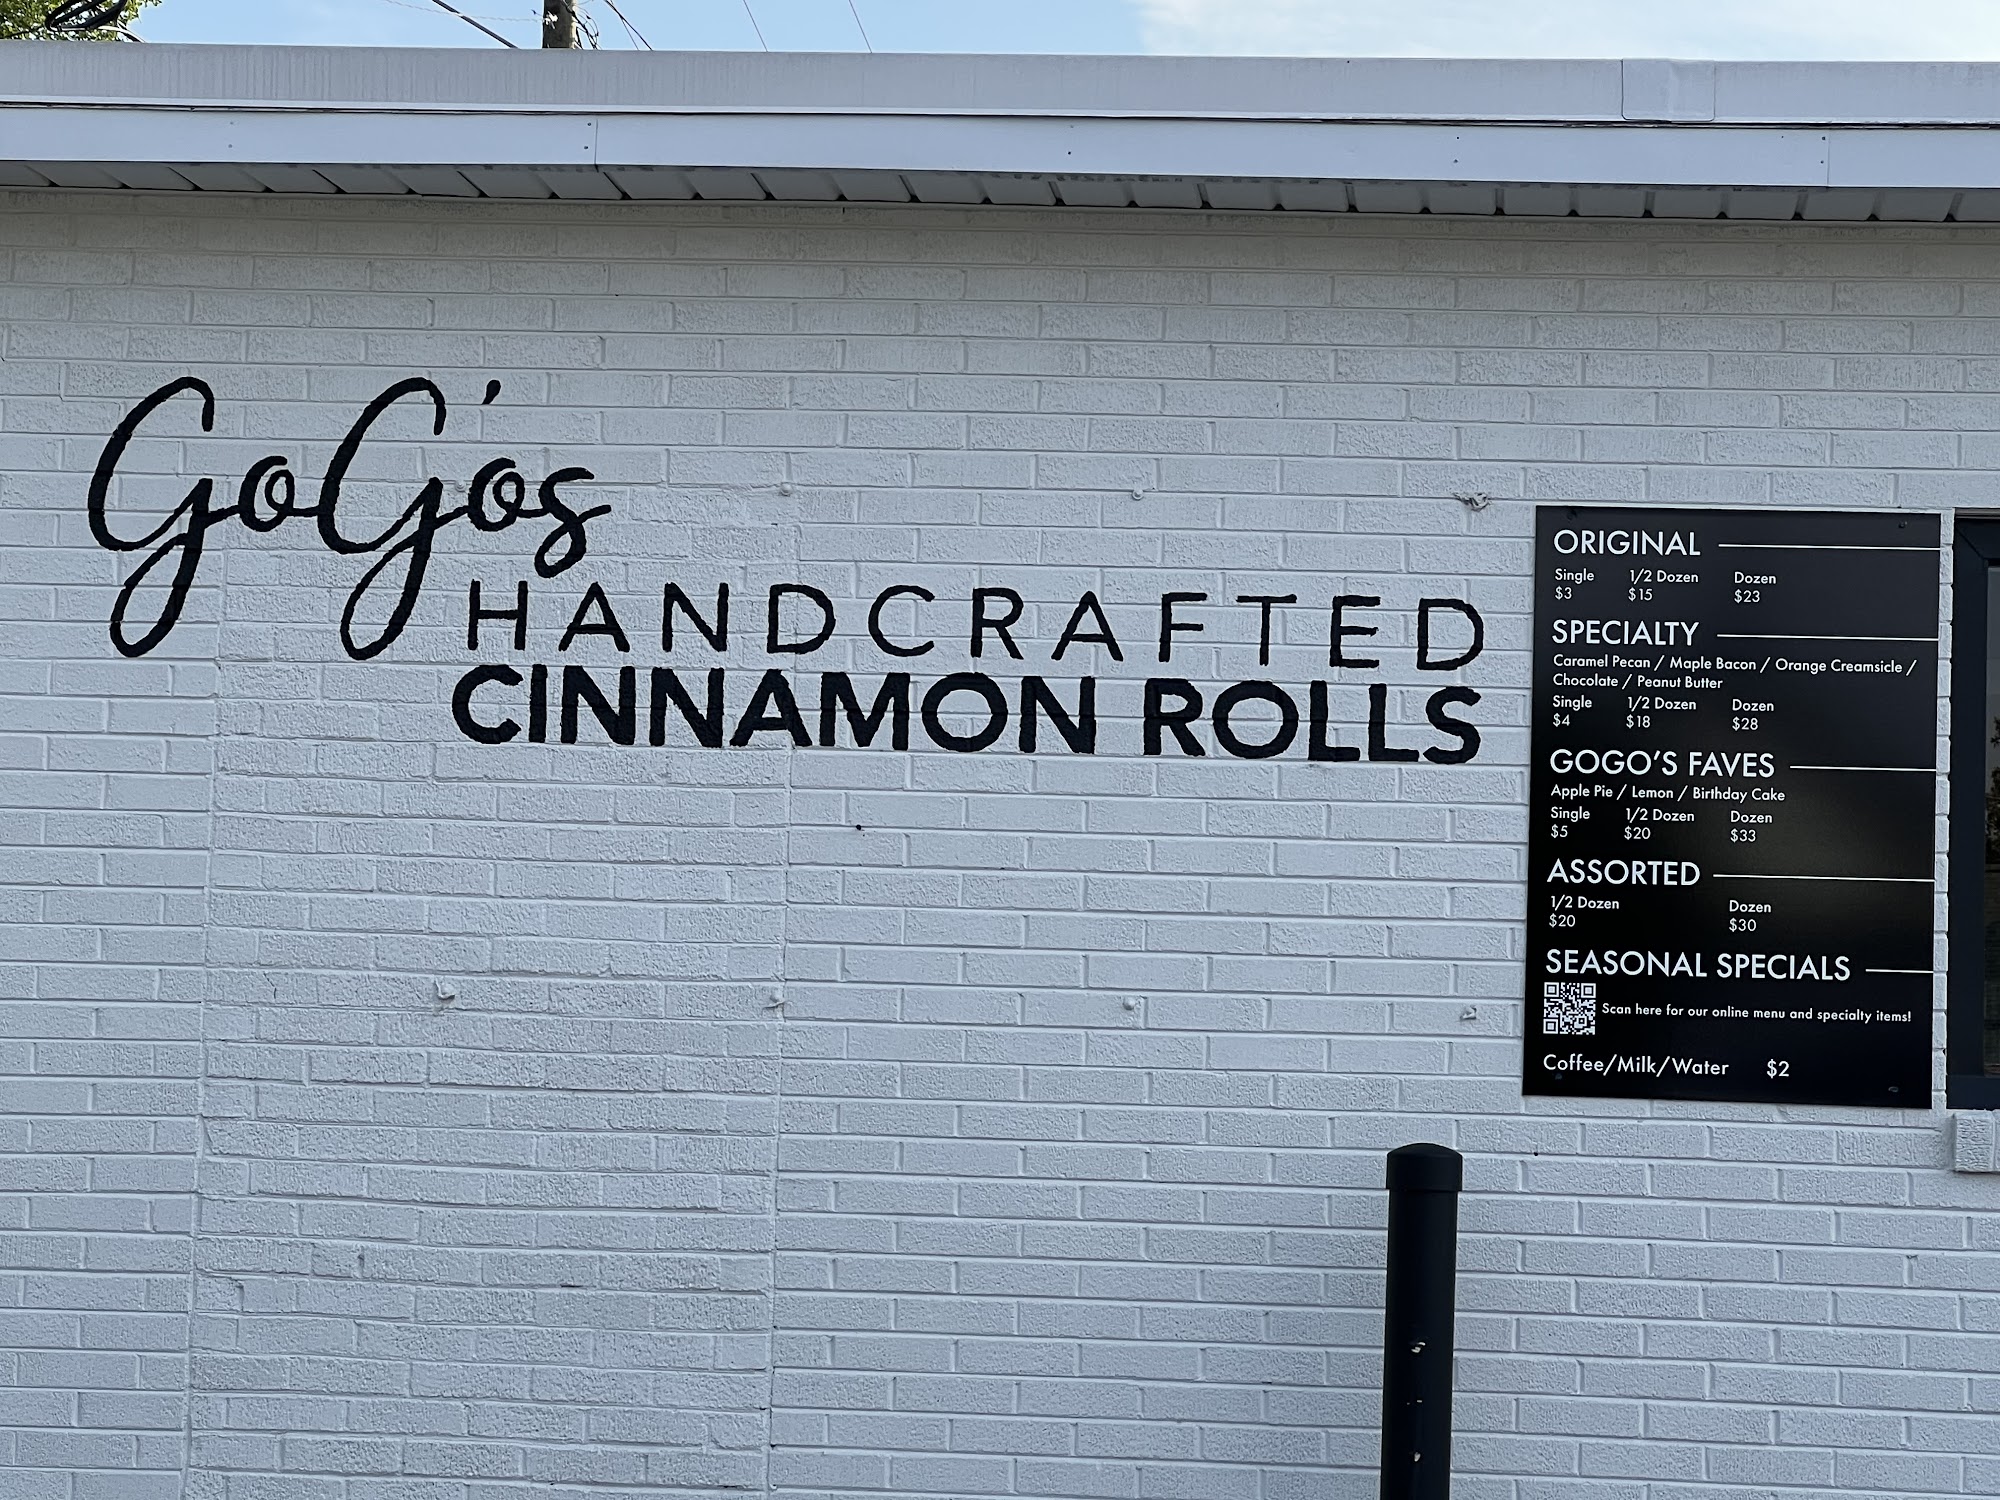 GoGo's
HANDCRAFTED
CINNAMON ROLLS
ORIGINAL
Single 1/2 Dozen Dozen
$3 $15 $23
SPECIALTY
Caramel Pecan / Maple Bacon / Orange Creamsicle /
Chocolate / Peanut Butter
Single 1/2 Dozen Dozen
$4 $18 $28
GOGO'S FAVES
Apple Pie / Lemon / Birthday Cake
Single 1/2 Dozen Dozen
$5 $20 $33
ASSORTED
1/2 Dozen Dozen
$20 $30
SEASONAL SPECIALS
Scan here for our online menu and specialty items!
Coffee/Milk/Water $2